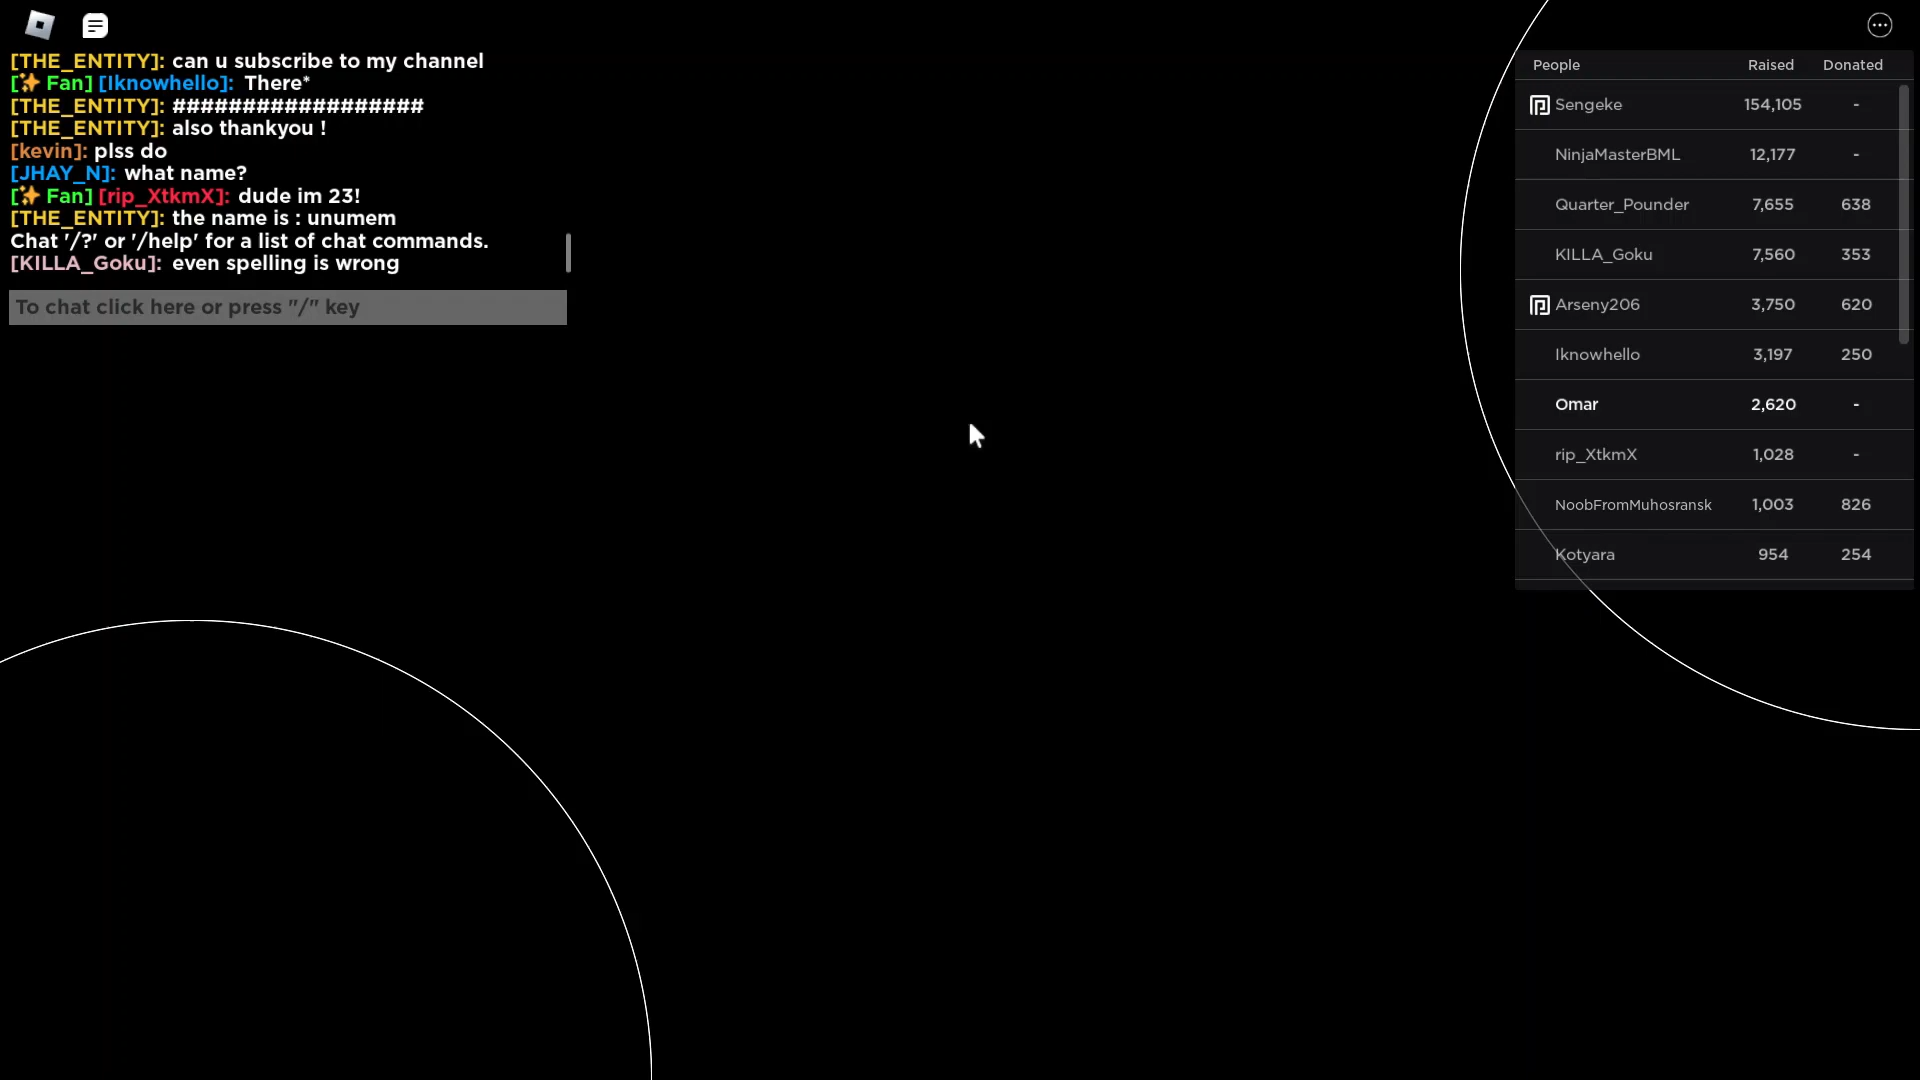 [THE_ENTITY]: can u subscribe to my channel
[✨ Fan] [Iknowhello]: There*
[THE_ENTITY]: ##################
[THE_ENTITY]: also thankyou !
[kevin]: plss do
[JHAY_N]: what name?
[✨ Fan] [rip_XtkmX]: dude im 23!
[THE_ENTITY]: the name is : unumem
Chat '/?' or '/help' for a list of chat commands.
[KILLA_Goku]: even spelling is wrong
To chat click here or press "/" key
People Raised Donated
Sengeke 154,105 -
NinjaMasterBML 12,177 -
Quarter_Pounder 7,655 638
KILLA_Goku 7,560 353
Arseny206 3,750 620
Iknowhello 3,197 250
Omar 2,620 -
rip_XtkmX 1,028 -
NoobFromMuhosransk 1,003 826
Kotyara 954 254